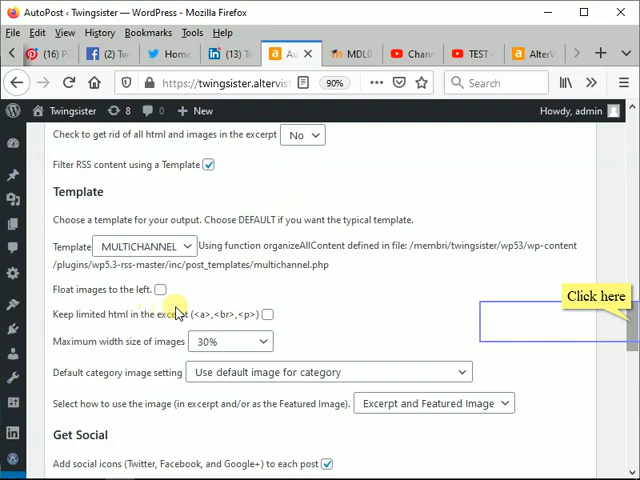 AutoPost ‹ Twingsister — WordPress - Mozilla Firefox
File Edit View History Bookmarks Tools Help
(16) P
(2) Twi
Home
(13) T
Au
MDL0
Chann
TEST -
AlterVi
https://twingsister.altervist
90%
Search
Twingsister 8 0 New
Howdy, admin
Check to get rid of all html and images in the excerpt No
Filter RSS content using a Template
Template
Choose a template for your output. Choose DEFAULT if you want the typical template.
Template MULTICHANNEL Using function organizeAllContent defined in file: /membri/twingsister/wp53/wp-content
/plugins/wp5.3-rss-master/inc/post_templates/multichannel.php
Float images to the left.
Click here
Keep limited html in the excerpt (<a>,<br>,<p>)
Maximum width size of images 30%
Default category image setting Use default image for category
Select how to use the image (in excerpt and/or as the Featured Image). Excerpt and Featured Image
Get Social
Add social icons (Twitter, Facebook, and Google+) to each post